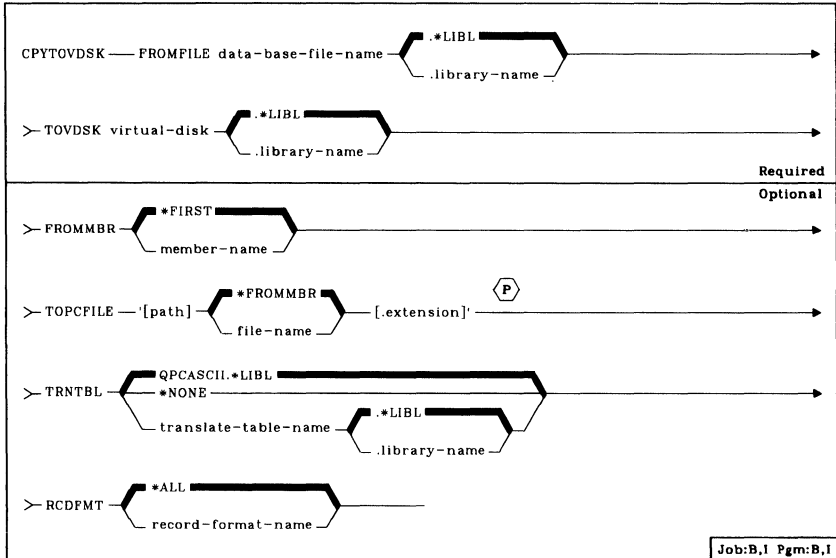 .*LIBL
CPYTOVDSK FROMFILE data-base-file-name
.library-name
.*LIBL
TOVDSK virtual-disk
.library-name
Required
Optional
*FIRST
FROMMBR
member-name
P
*FROMMBR
TOPCFILE '[path] [.extension]'
file-name
QPCASCII.*LIBL
TRNTBL *NONE
.*LIBL
translate-table-name
.library-name
*ALL
RCDFMT
record-format-name
Job:B,I Pgm:B,I